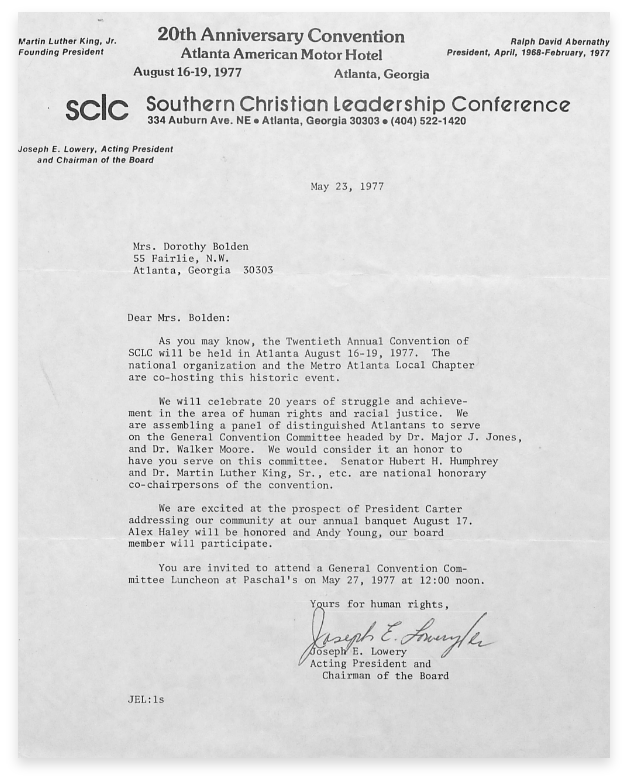 20th Anniversary Convention
Martin Luther King, Jr.
Founding President
Atlanta American Motor Hotel
Ralph David Abernathy
President, April, 1968-February, 1977
August 16-19, 1977 Atlanta, Georgia
sclc Southern Christian Leadership Conference
334 Auburn Ave. NE • Atlanta, Georgia 30303 • (404) 522-1420
Joseph E. Lowery, Acting President
and Chairman of the Board
May 23, 1977
Mrs. Dorothy Bolden
55 Fairlie, N.W.
Atlanta, Georgia 30303
Dear Mrs. Bolden:
As you may know, the Twentieth Annual Convention of
SCLC will be held in Atlanta August 16-19, 1977. The
national organization and the Metro Atlanta Local Chapter
are co-hosting this historic event.
We will celebrate 20 years of struggle and achieve-
ment in the area of human rights and racial justice. We
are assembling a panel of distinguished Atlantans to serve
on the General Convention Committee headed by Dr. Major J. Jones,
and Dr. Walker Moore. We would consider it an honor to
have you serve on this committee. Senator Hubert H. Humphrey
and Dr. Martin Luther King, Sr., etc. are national honorary
co-chairpersons of the convention.
We are excited at the prospect of President Carter
addressing our community at our annual banquet August 17.
Alex Haley will be honored and Andy Young, our board
member will participate.
You are invited to attend a General Convention Com-
mittee Luncheon at Paschal's on May 27, 1977 at 12:00 noon.
Yours for human rights,
Joseph E. Lowery/er
Joseph E. Lowery
Acting President and
Chairman of the Board
JEL:ls